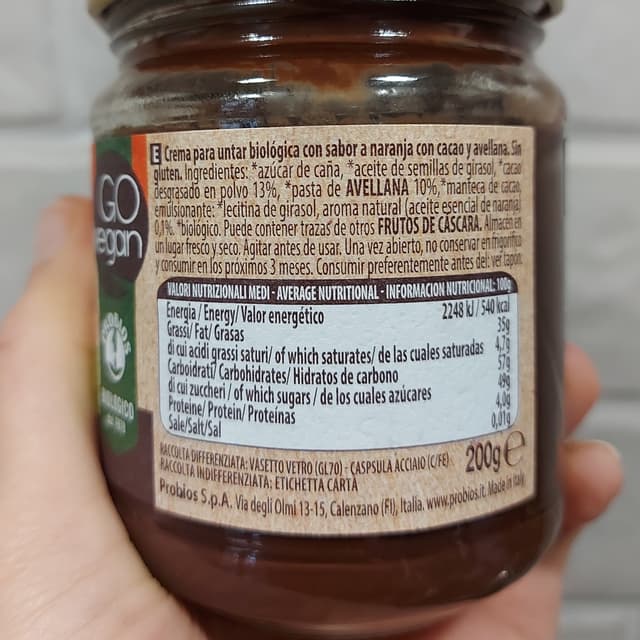 GO
vegan
E Crema para untar biológica con sabor a naranja con cacao y avellana. Sin
gluten. Ingredientes: *azúcar de caña, *aceite de semillas de girasol, *cacao
desgrasado en polvo 13%, *pasta de AVELLANA 10%, *manteca de cacao,
emulsionante: *lecitina de girasol, aroma natural (aceite esencial de naranja)
0,1%. *biológico. Puede contener trazas de otros FRUTOS DE CÁSCARA. Almacen en
un lugar fresco y seco. Agitar antes de usar. Una vez abierto, no conservar en frigorífico
y consumir en los próximos 3 meses. Consumir preferentemente antes del: ver tapon.
VALORI NUTRIZIONALI MEDI - AVERAGE NUTRITIONAL - INFORMACION NUTRICIONAL: 100g
Energia / Energy/ Valor energético 2248 kJ / 540 kcal
Grassi/ Fat/ Grasas 35g
di cui acidi grassi saturi/ of which saturates/ de las cuales saturadas 4,7g
Carboidrati/ Carbohidrates/ Hidratos de carbono 57g
di cui zuccheri / of which sugars / de los cuales azúcares 49g
Proteine/ Protein/ Proteínas 4,0g
Sale/Salt/Sal 0,01g
RACCOLTA DIFFERENZIATA: VASETTO VETRO (GL70) - CASPSULA ACCIAIO (C/FE)
RACCOLTA INDIFFERENZIATA: ETICHETTA CARTA
200g e
Probios S.p.A. Via degli Olmi 13-15, Calenzano (FI), Italia. www.probios.it. Made in Italy